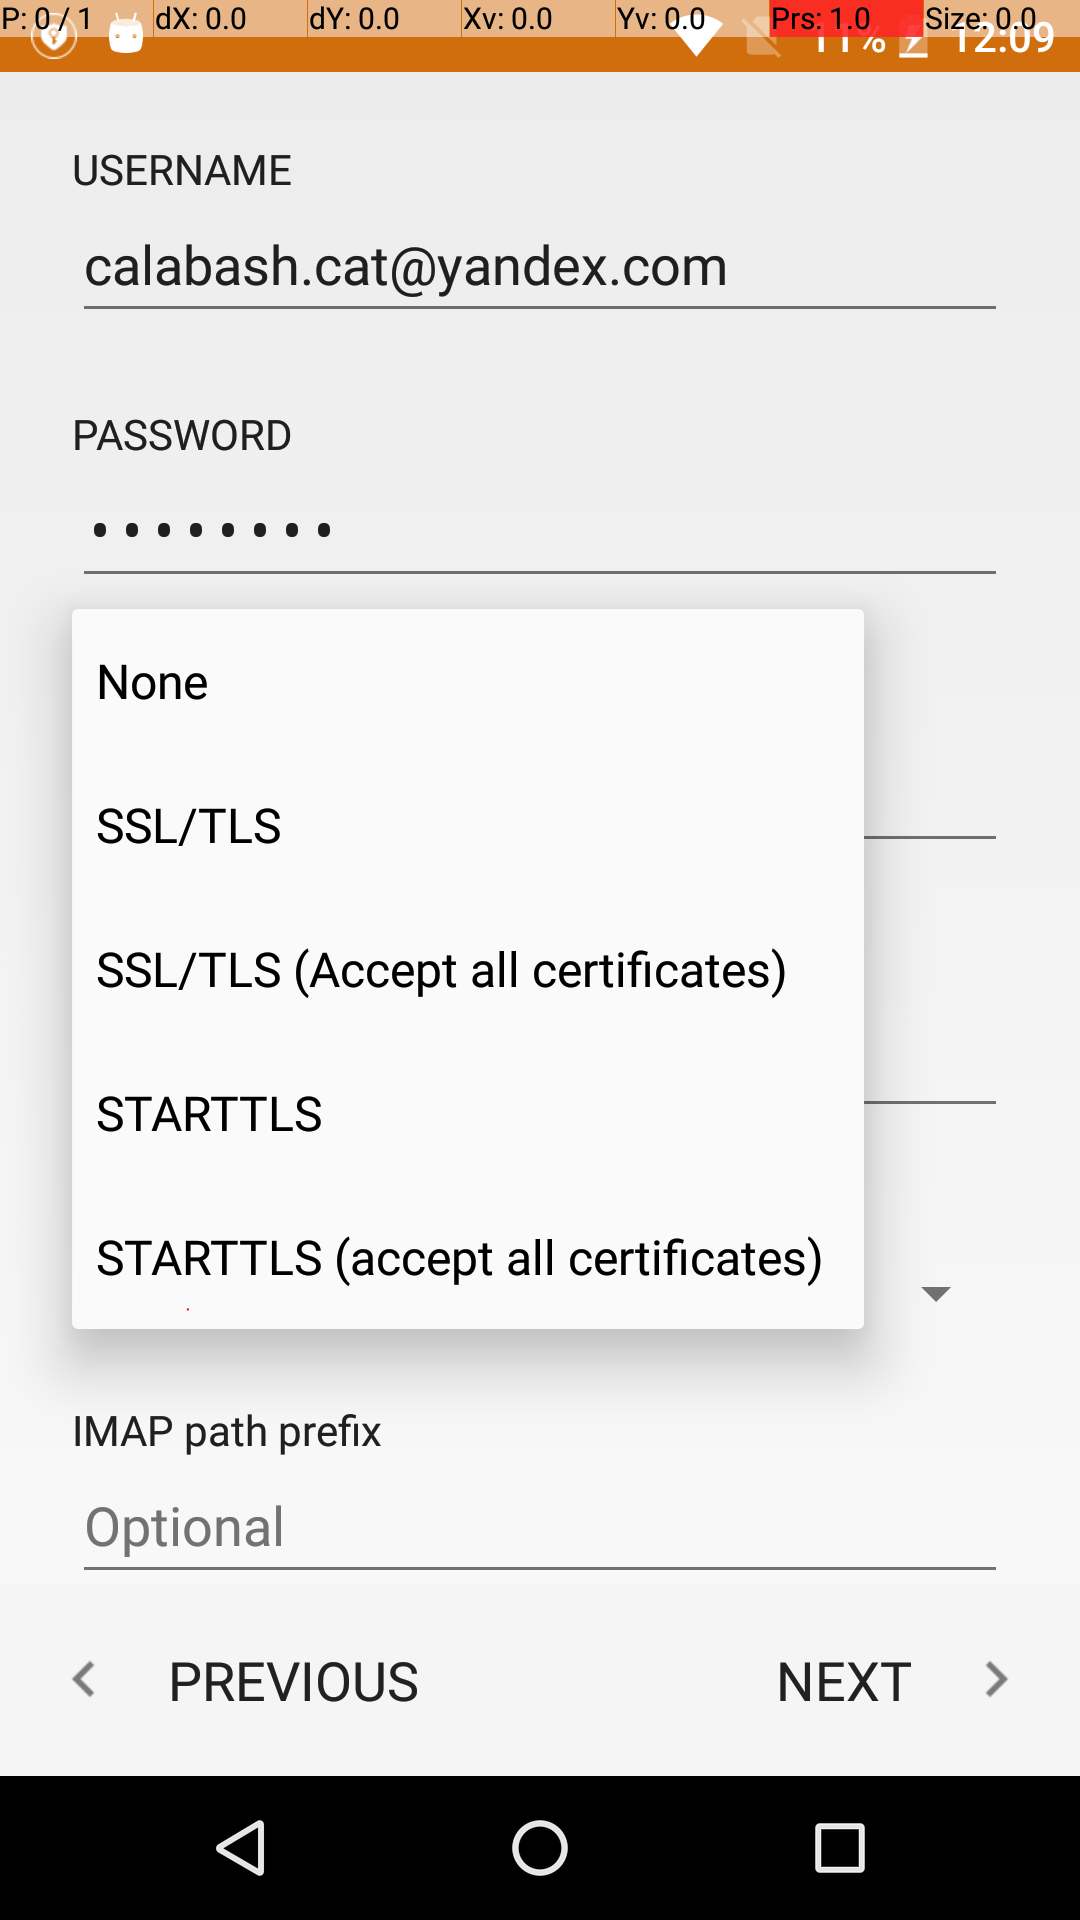 P: 0 / 1 dX: 0.0 dY: 0.0 Xv: 0.0 Yv: 0.0 Prs: 1.0 Size: 0.0
11% 12:09
USERNAME
calabash.cat@yandex.com
PASSWORD
••••••••
None
SSL/TLS
SSL/TLS (Accept all certificates)
STARTTLS
STARTTLS (accept all certificates)
IMAP path prefix
Optional
PREVIOUS NEXT